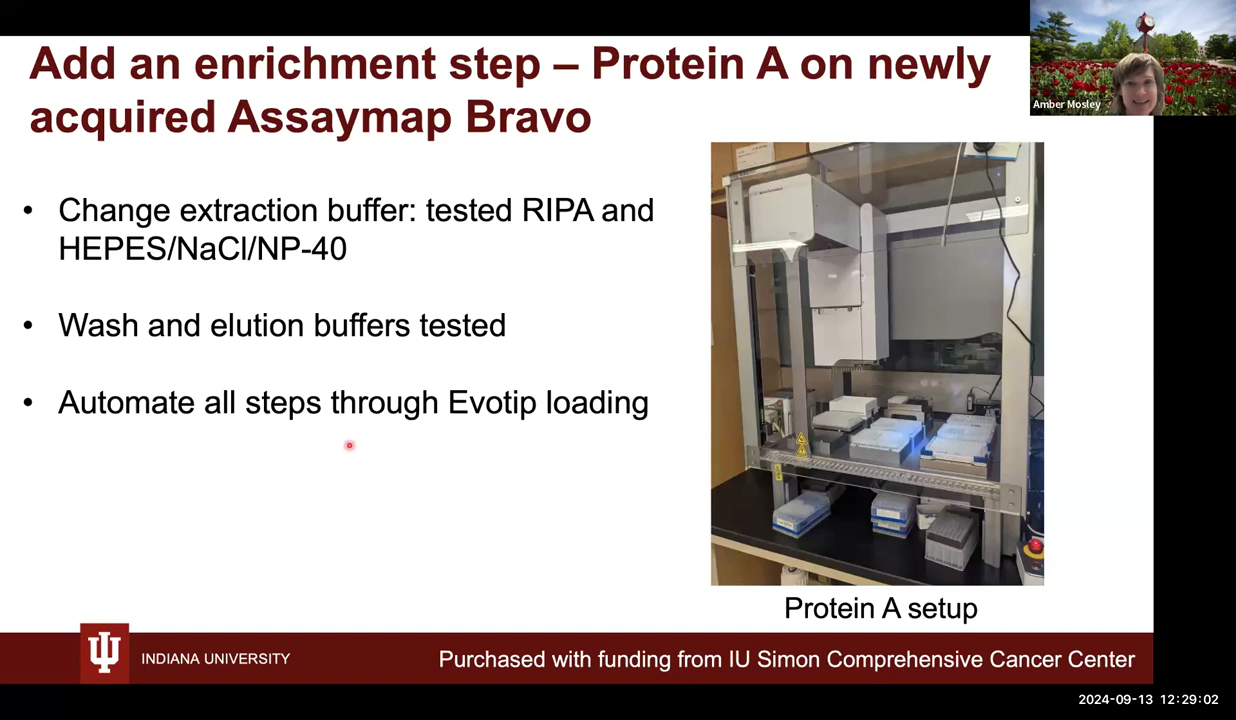 Add an enrichment step – Protein A on newly
acquired Assaymap Bravo
Amber Mosley
• Change extraction buffer: tested RIPA and
HEPES/NaCl/NP-40
• Wash and elution buffers tested
• Automate all steps through Evotip loading
Protein A setup
INDIANA UNIVERSITY
Purchased with funding from IU Simon Comprehensive Cancer Center
2024-09-13 12:29:02